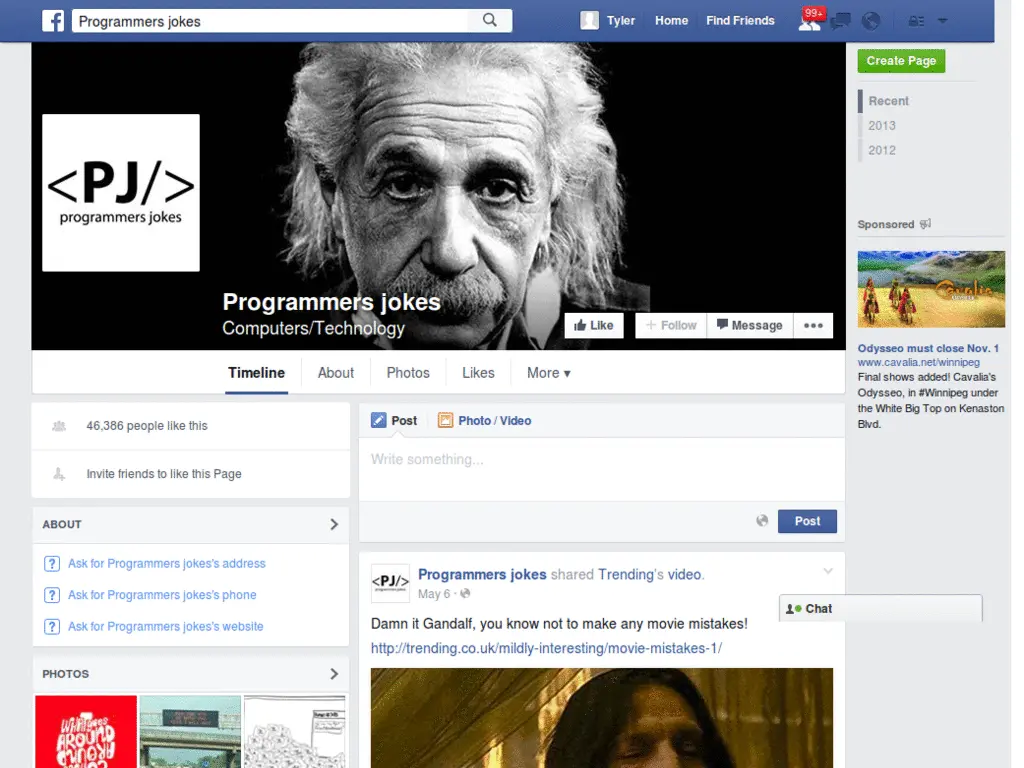 Programmers jokes
Tyler
Home
Find Friends
99+
<PJ/>
programmers jokes
Programmers jokes
Computers/Technology
Like
+ Follow
Message
•••
Timeline
About
Photos
Likes
More ▾
Create Page
Recent
2013
2012
Sponsored
Cavalia
Odysseo must close Nov. 1
www.cavalia.net/winnipeg
Final shows added! Cavalia's
Odysseo, in #Winnipeg under
the White Big Top on Kenaston
Blvd.
46,386 people like this
Invite friends to like this Page
ABOUT
? Ask for Programmers jokes's address
? Ask for Programmers jokes's phone
? Ask for Programmers jokes's website
PHOTOS
AROUND
Post
Photo / Video
Write something...
Post
<PJ/>
programmers jokes
Programmers jokes shared Trending's video.
May 6 ·
Damn it Gandalf, you know not to make any movie mistakes!
http://trending.co.uk/mildly-interesting/movie-mistakes-1/
Chat